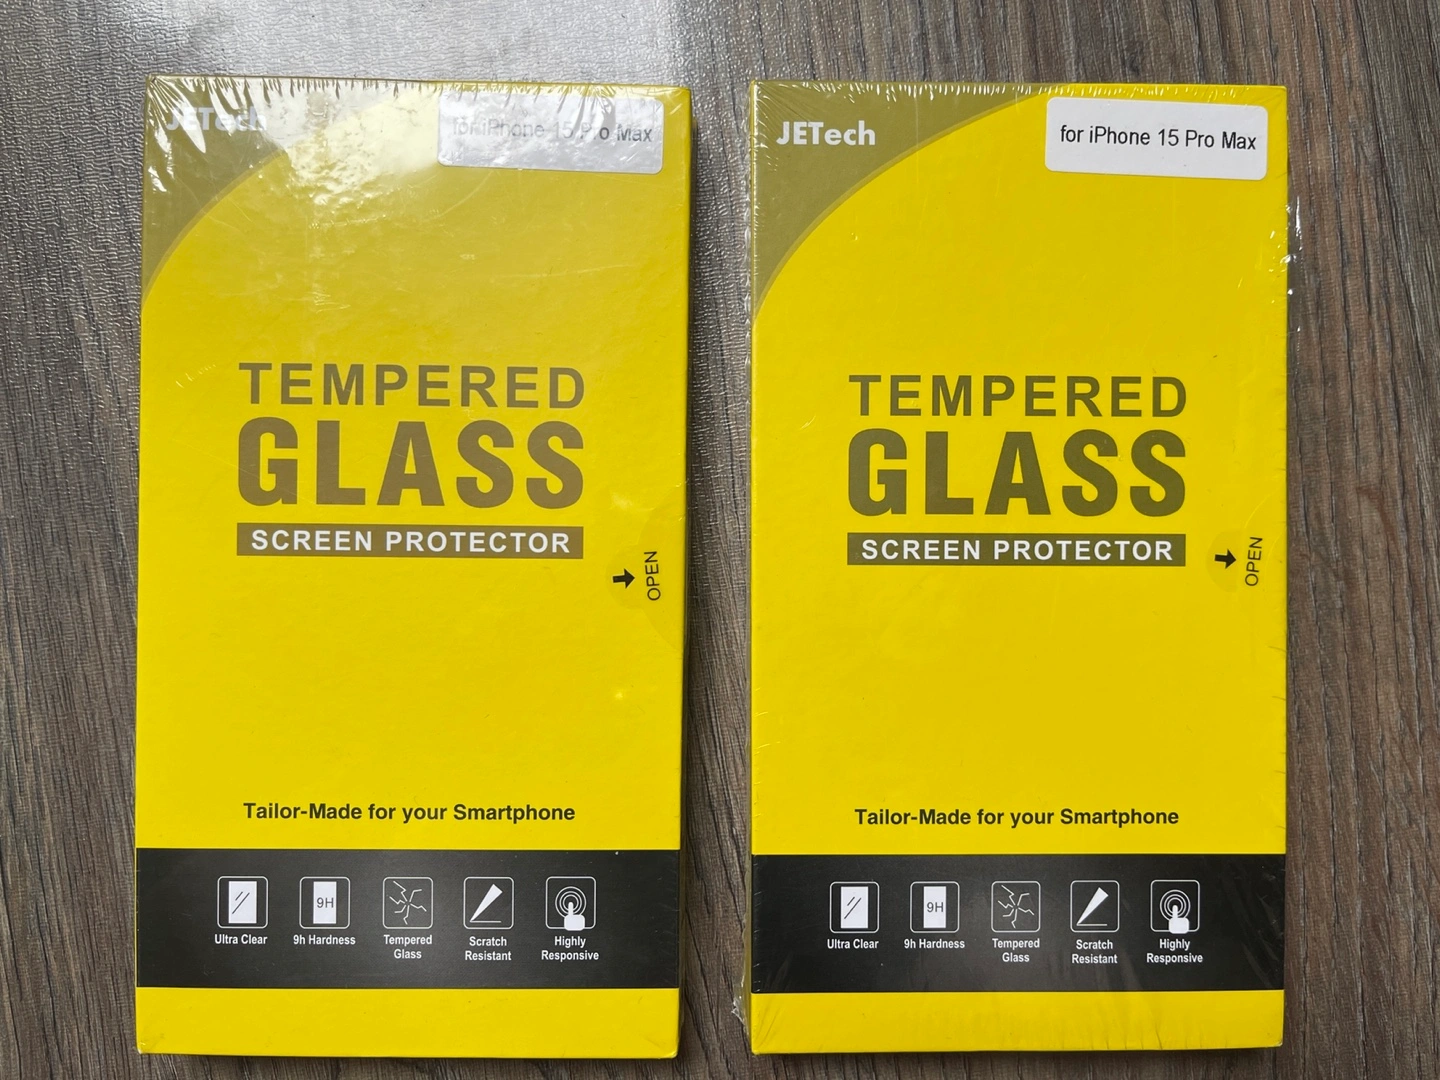 JETech
for iPhone 15 Pro Max
TEMPERED
GLASS
SCREEN PROTECTOR
OPEN
Tailor-Made for your Smartphone
9H
Ultra Clear
9h Hardness
Tempered
Glass
Scratch
Resistant
Highly
Responsive
JETech
for iPhone 15 Pro Max
TEMPERED
GLASS
SCREEN PROTECTOR
OPEN
Tailor-Made for your Smartphone
9H
Ultra Clear
9h Hardness
Tempered
Glass
Scratch
Resistant
Highly
Responsive